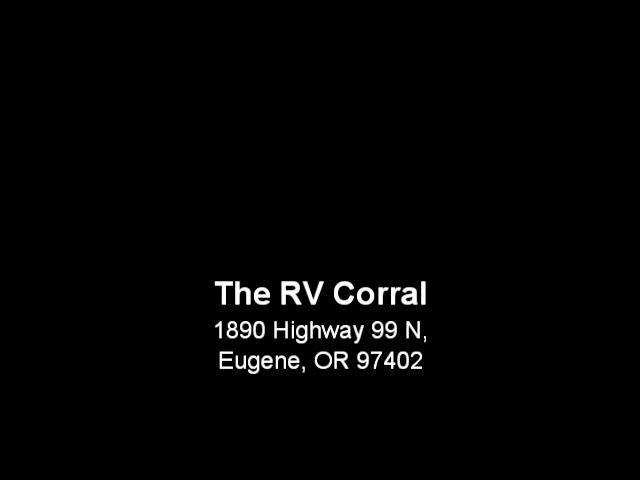 The RV Corral
1890 Highway 99 N,
Eugene, OR 97402